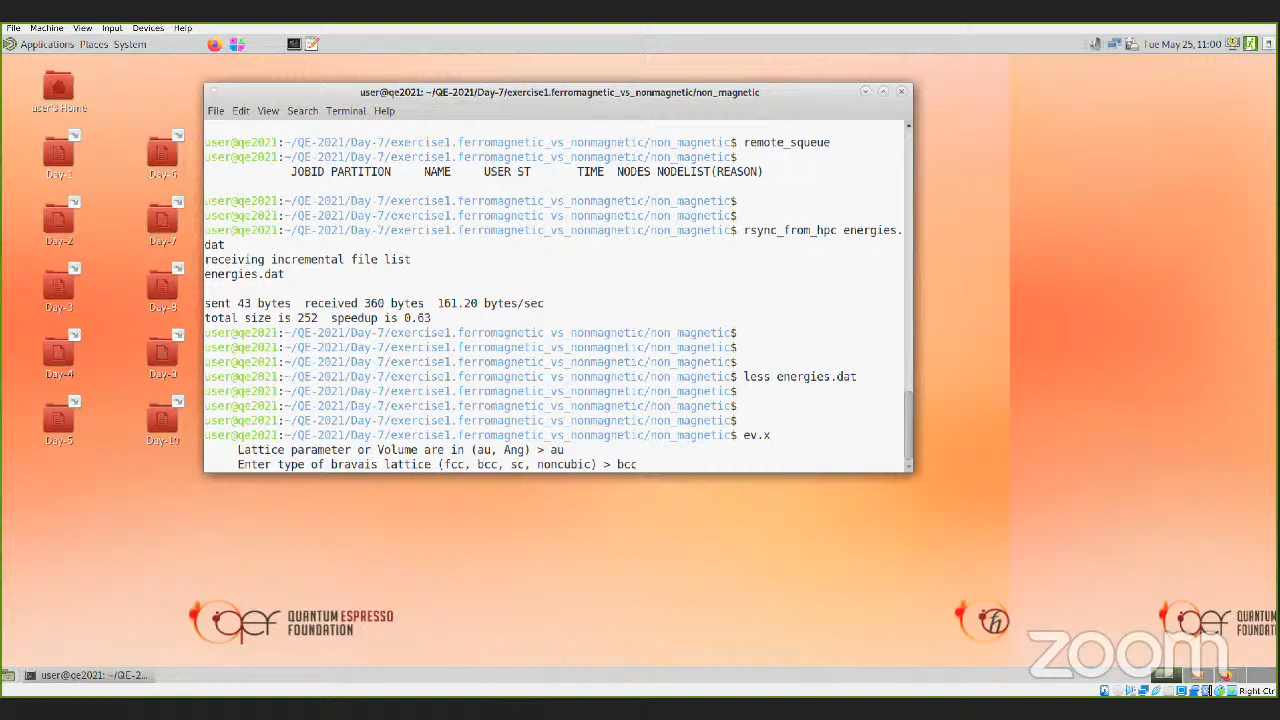 File Machine View Input Devices Help
Applications Places System
Tue May 25, 11:00
user's Home
Day-1
Day-6
Day-2
Day-7
Day-3
Day-8
Day-4
Day-5
Day-10
user@qe2021: ~/QE-2021/Day-7/exercise1.ferromagnetic_vs_nonmagnetic/non_magnetic
File Edit View Search Terminal Help
user@qe2021:~/QE-2021/Day-7/exercise1.ferromagnetic_vs_nonmagnetic/non_magnetic$ remote_squeue
user@qe2021:~/QE-2021/Day-7/exercise1.ferromagnetic_vs_nonmagnetic/non_magnetic$
JOBID PARTITION NAME USER ST TIME NODES NODELIST(REASON)
user@qe2021:~/QE-2021/Day-7/exercise1.ferromagnetic_vs_nonmagnetic/non_magnetic$
user@qe2021:~/QE-2021/Day-7/exercise1.ferromagnetic_vs_nonmagnetic/non_magnetic$
user@qe2021:~/QE-2021/Day-7/exercise1.ferromagnetic_vs_nonmagnetic/non_magnetic$ rsync_from_hpc energies.
dat
receiving incremental file list
energies.dat
sent 43 bytes received 360 bytes 161.20 bytes/sec
total size is 252 speedup is 0.63
user@qe2021:~/QE-2021/Day-7/exercise1.ferromagnetic_vs_nonmagnetic/non_magnetic$
user@qe2021:~/QE-2021/Day-7/exercise1.ferromagnetic_vs_nonmagnetic/non_magnetic$
user@qe2021:~/QE-2021/Day-7/exercise1.ferromagnetic_vs_nonmagnetic/non_magnetic$
user@qe2021:~/QE-2021/Day-7/exercise1.ferromagnetic_vs_nonmagnetic/non_magnetic$ less energies.dat
user@qe2021:~/QE-2021/Day-7/exercise1.ferromagnetic_vs_nonmagnetic/non_magnetic$
user@qe2021:~/QE-2021/Day-7/exercise1.ferromagnetic_vs_nonmagnetic/non_magnetic$
user@qe2021:~/QE-2021/Day-7/exercise1.ferromagnetic_vs_nonmagnetic/non_magnetic$
user@qe2021:~/QE-2021/Day-7/exercise1.ferromagnetic_vs_nonmagnetic/non_magnetic$ ev.x
Lattice parameter or Volume are in (au, Ang) > au
Enter type of bravais lattice (fcc, bcc, sc, noncubic) > bcc
qef QUANTUM ESPRESSO
FOUNDATION
ħ
qef QUANTUM
FOUNDAT
zoom
user@qe2021: ~/QE-2...
Right Ctr